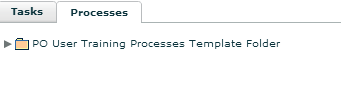 Tasks Processes
PO User Training Processes Template Folder